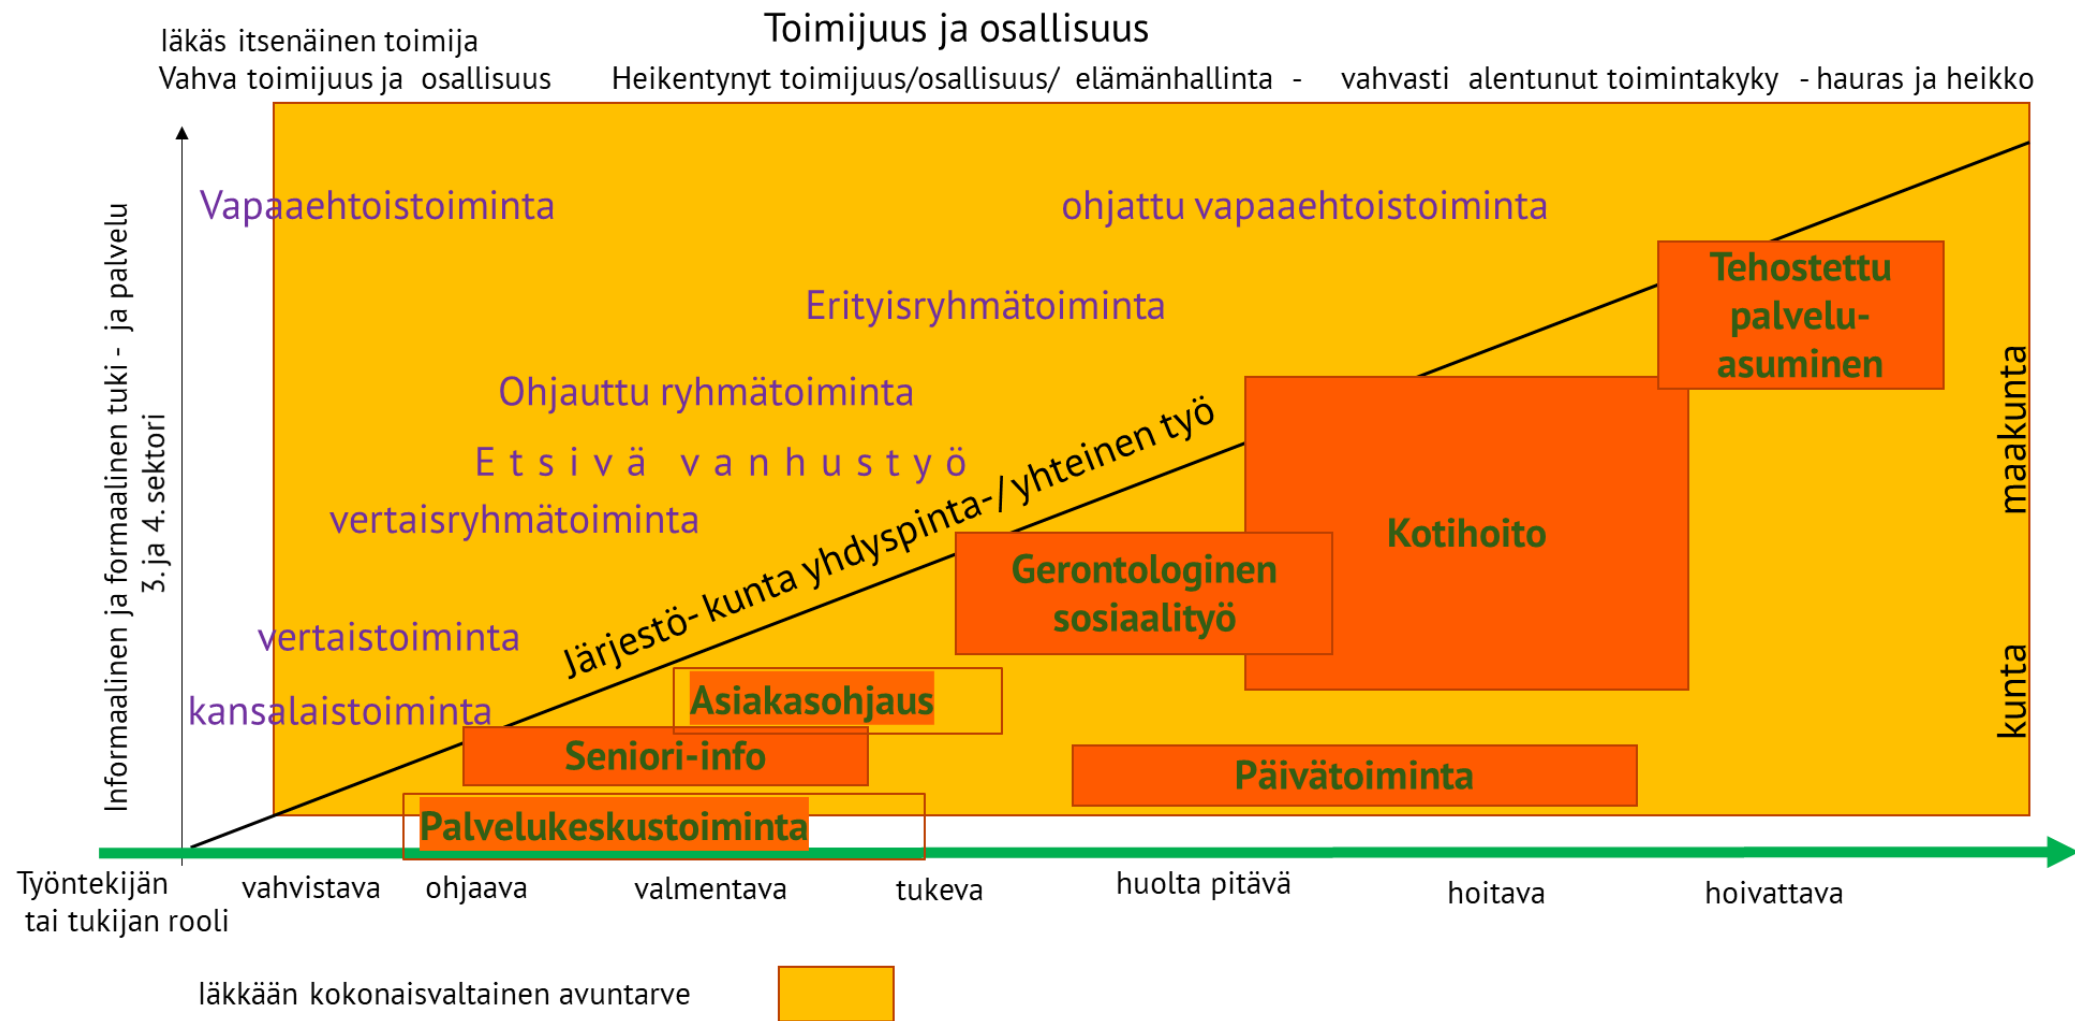 Toimijuus ja osallisuus
Iäkäs itsenäinen toimija
Vahva toimijuus ja osallisuus
Heikentynyt toimijuus/osallisuus/ elämänhallinta - vahvasti alentunut toimintakyky - hauras ja heikko
Informaalinen ja formaalinen tuki - ja palvelu
3. ja 4. sektori
Vapaaehtoistoiminta
ohjattu vapaaehtoistoiminta
Erityisryhmätoiminta
Ohjauttu ryhmätoiminta
Etsivä vanhustyö
vertaisryhmätoiminta
vertaistoiminta
kansalaistoiminta
Järjestö- kunta yhdyspinta-/ yhteinen työ
Tehostettu
palvelu-
asuminen
Kotihoito
Gerontologinen
sosiaalityö
Asiakasohjaus
Seniori-info
Päivätoiminta
Palvelukeskustoiminta
maakunta
kunta
Työntekijän
tai tukijan rooli
vahvistava
ohjaava
valmentava
tukeva
huolta pitävä
hoitava
hoivattava
Iäkkään kokonaisvaltainen avuntarve